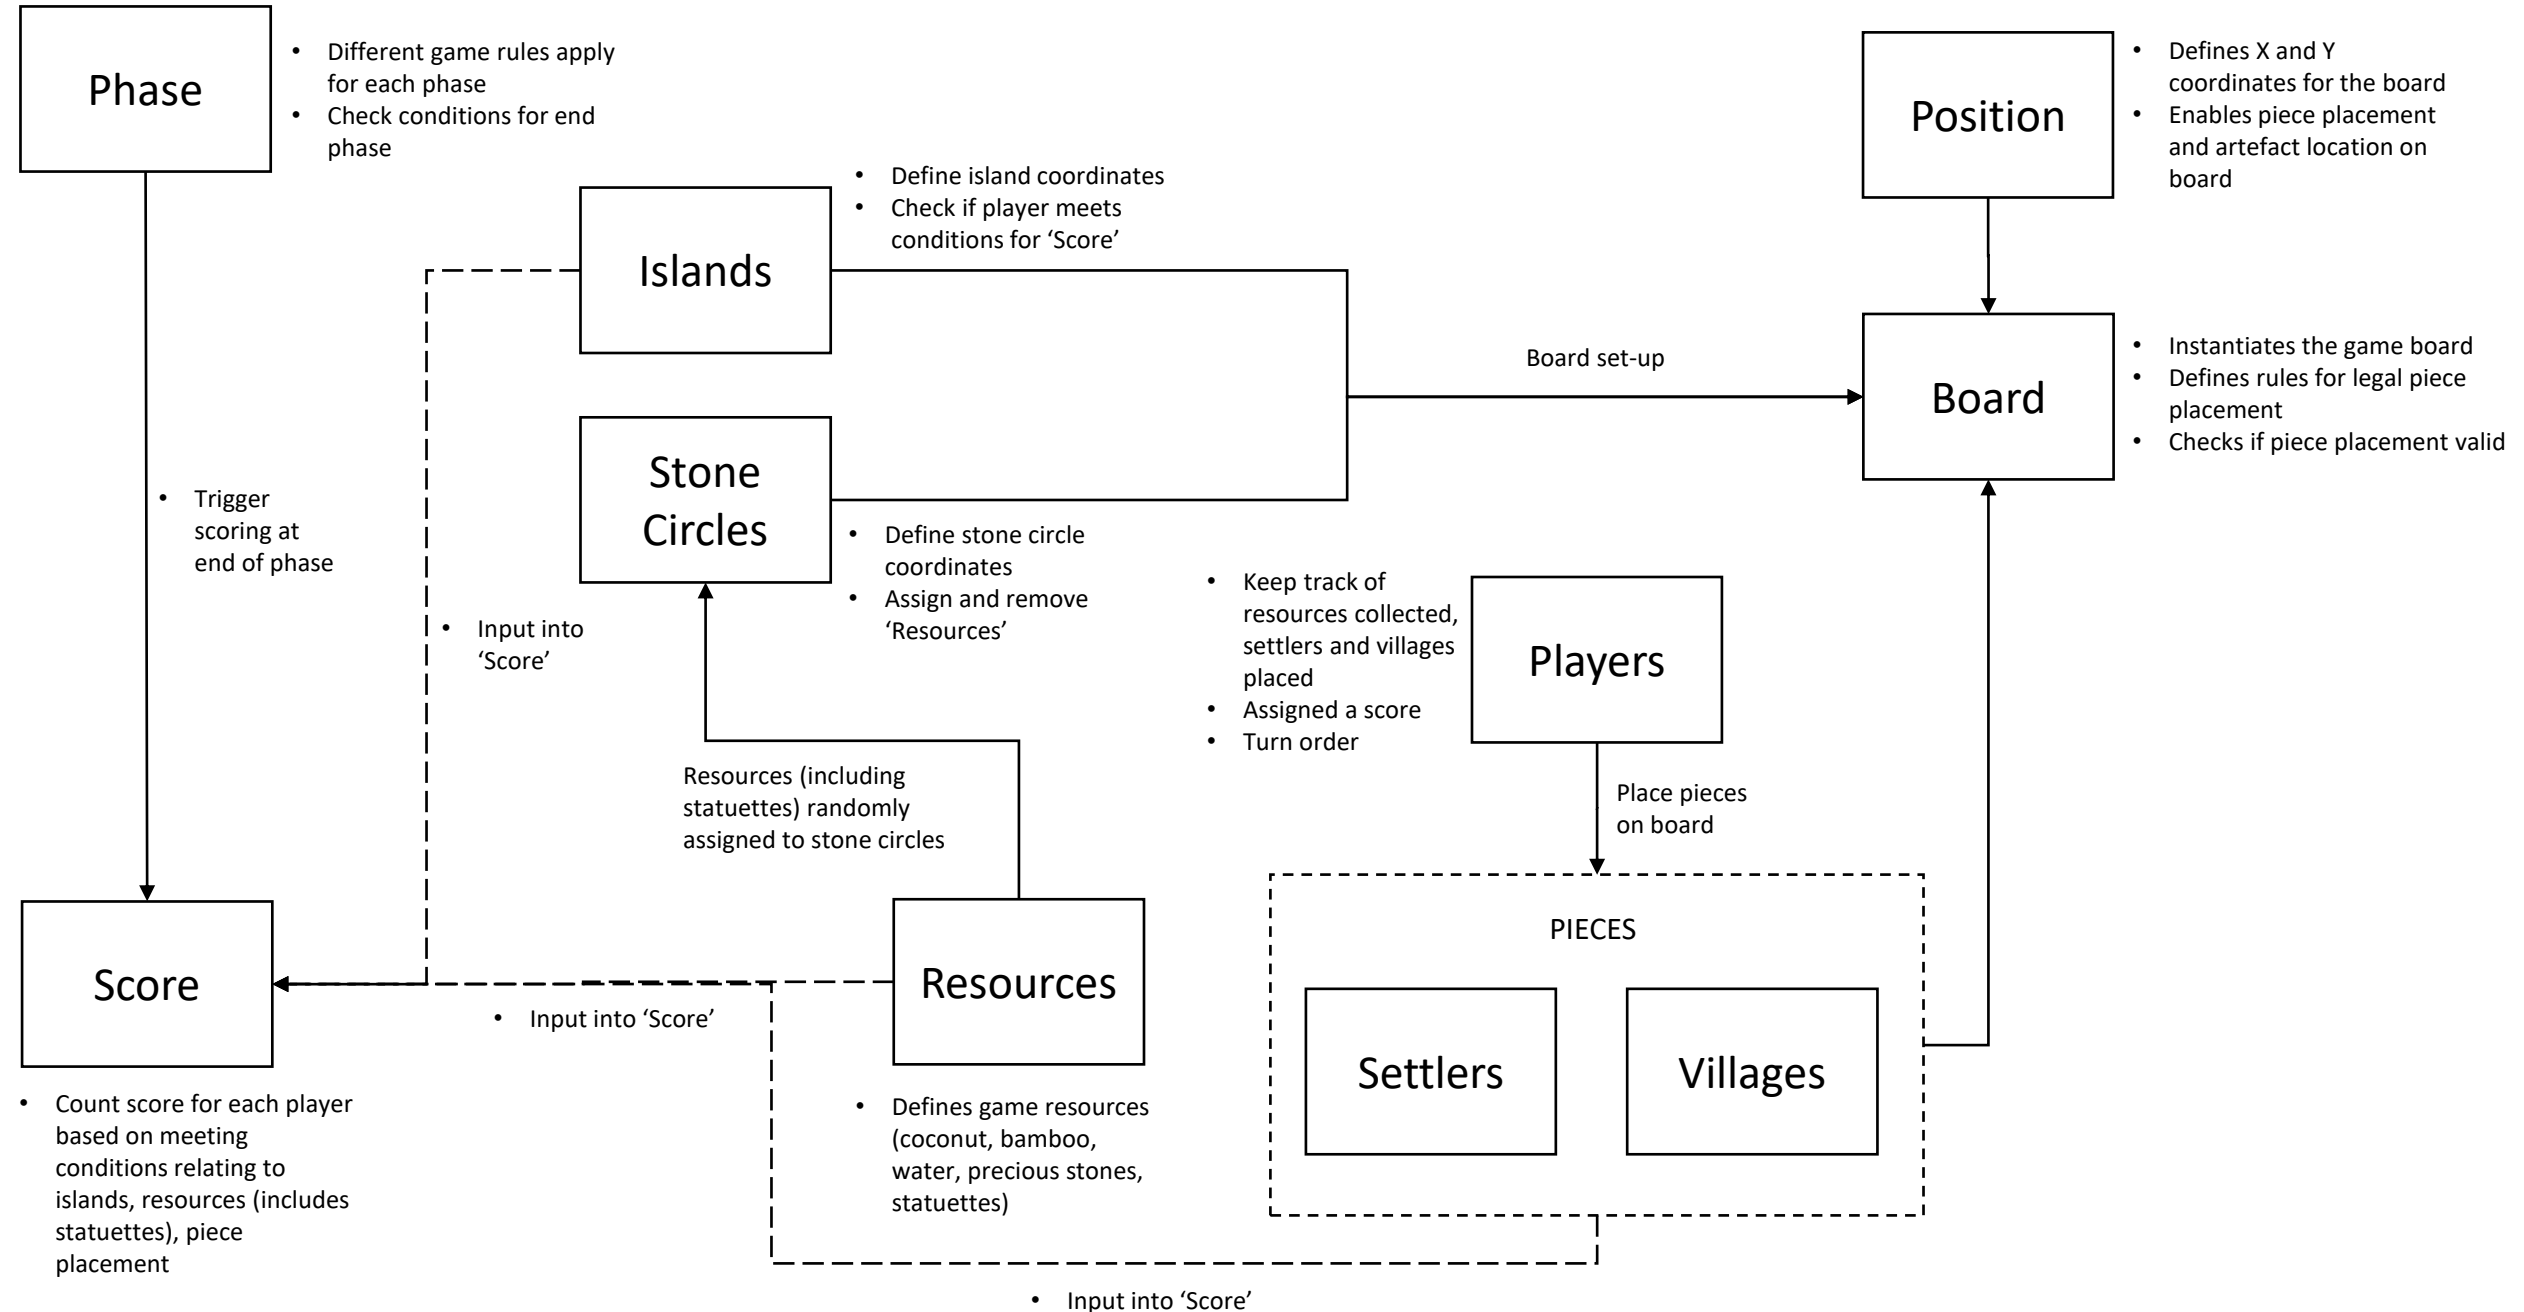 Phase
• Different game rules apply
for each phase
• Check conditions for end
phase
Position
• Defines X and Y
coordinates for the board
• Enables piece placement
and artefact location on
board
Islands
• Define island coordinates
• Check if player meets
conditions for ‘Score’
Board set-up
Board
• Instantiates the game board
• Defines rules for legal piece
placement
• Checks if piece placement valid
Stone
Circles
• Define stone circle
coordinates
• Assign and remove
‘Resources’
• Trigger
scoring at
end of phase
• Input into
‘Score’
• Keep track of
resources collected,
settlers and villages
placed
• Assigned a score
• Turn order
Players
Resources (including
statuettes) randomly
assigned to stone circles
Place pieces
on board
Score
• Count score for each player
based on meeting
conditions relating to
islands, resources (includes
statuettes), piece
placement
• Input into ‘Score’
Resources
• Defines game resources
(coconut, bamboo,
water, precious stones,
statuettes)
PIECES
Settlers
Villages
• Input into ‘Score’